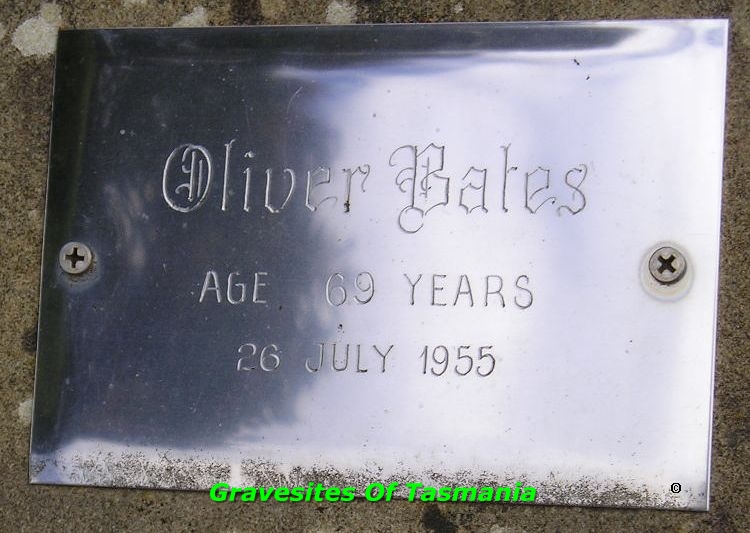 Oliver Bates
AGE 69 YEARS
26 JULY 1955
Gravesites Of Tasmania ©